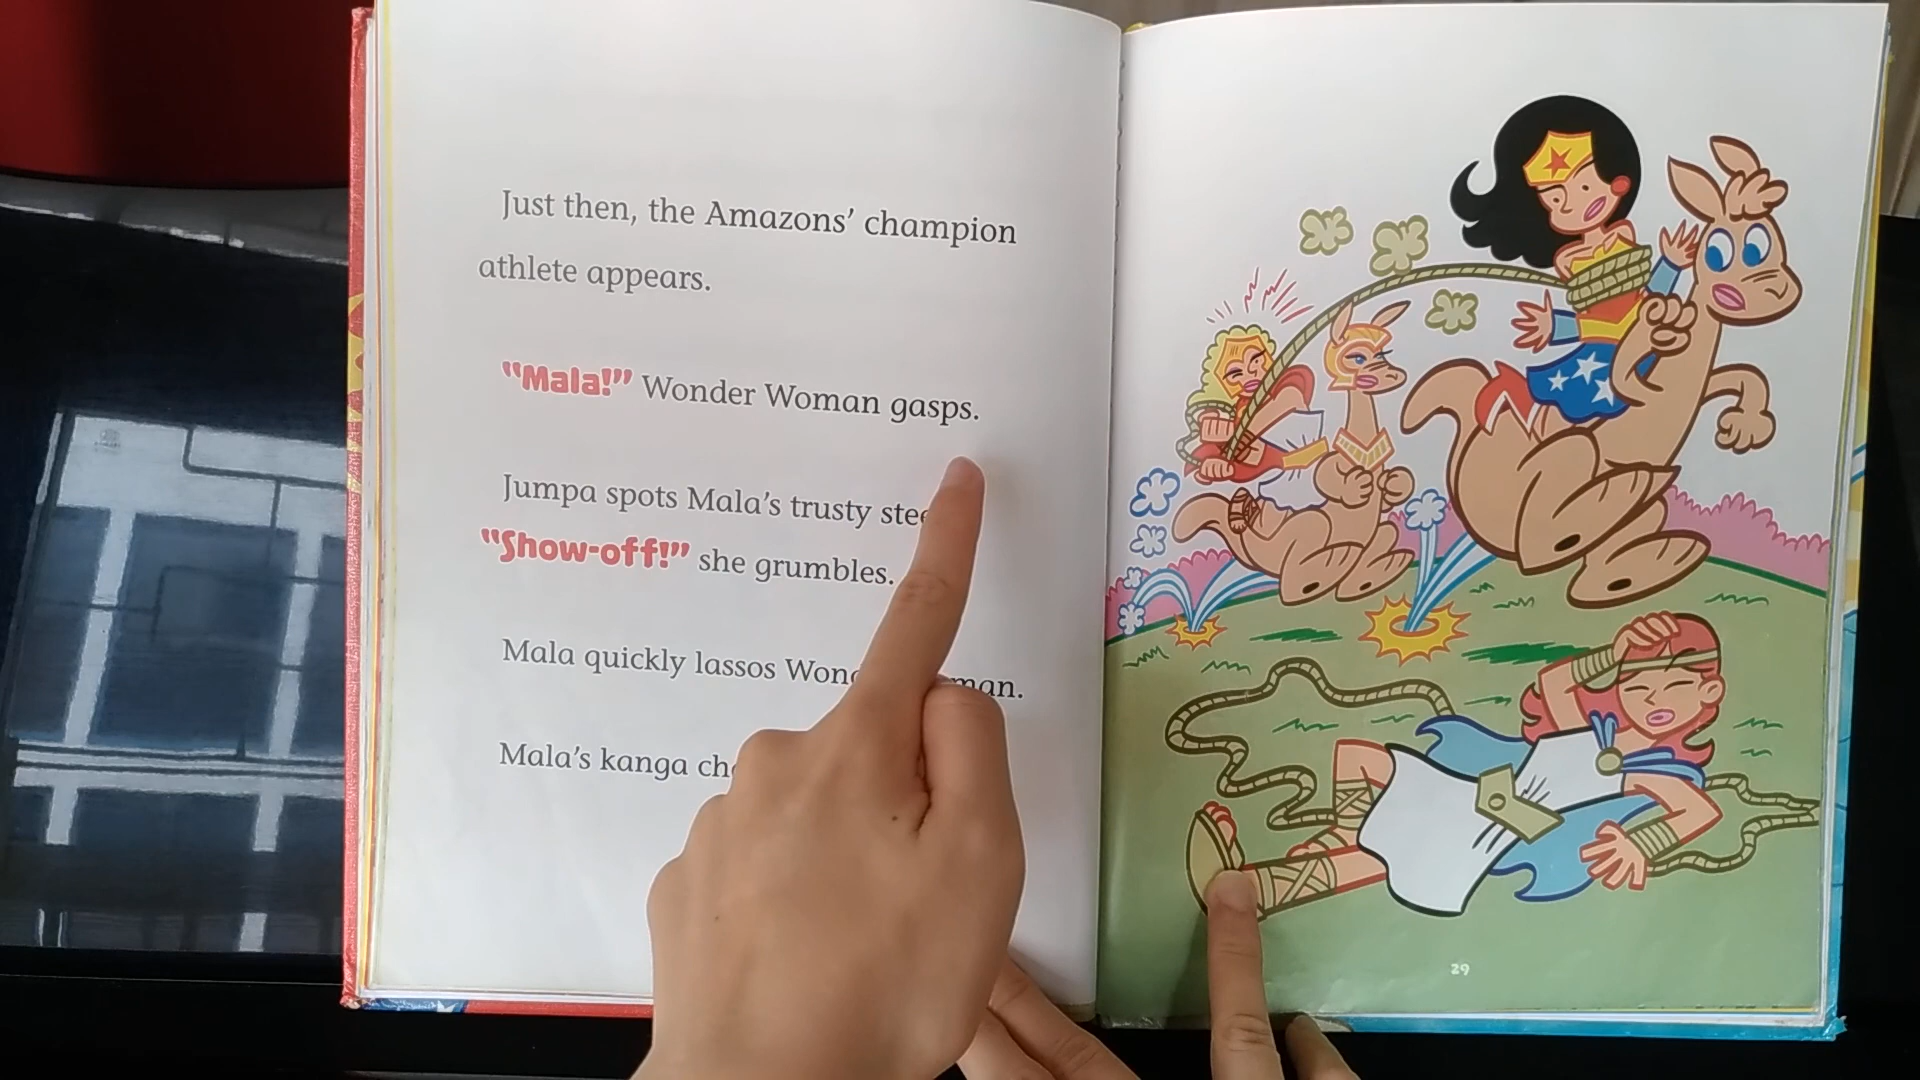 Just then, the Amazons’ champion
athlete appears.
“Mala!” Wonder Woman gasps.
Jumpa spots Mala’s trusty
“Show-off!” she grumbles.
Mala quickly lassos
Mala’s kanga
29